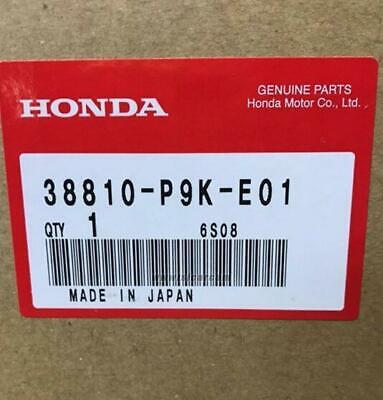 HONDA
GENUINE PARTS
Honda Motor Co., Ltd.
38810-P9K-E01
QTY 1 6S08
MADE IN JAPAN